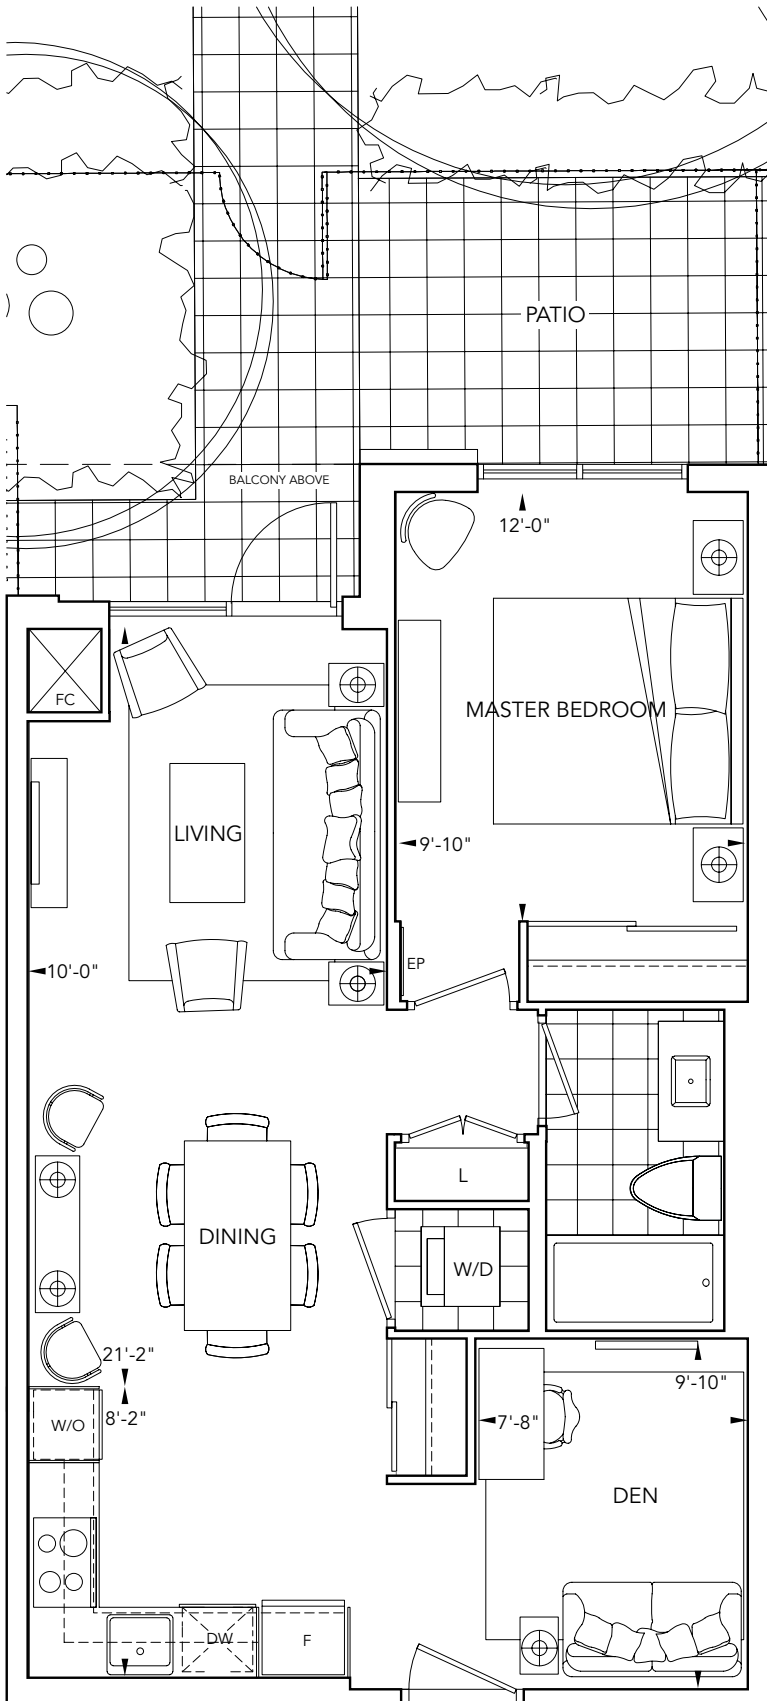 PATIO
BALCONY ABOVE
12'-0"
FC
MASTER BEDROOM
LIVING
9'-10"
EP
10'-0"
L
DINING
W/D
21'-2"
9'-10"
8'-2"
7'-8"
W/O
DEN
DW
F